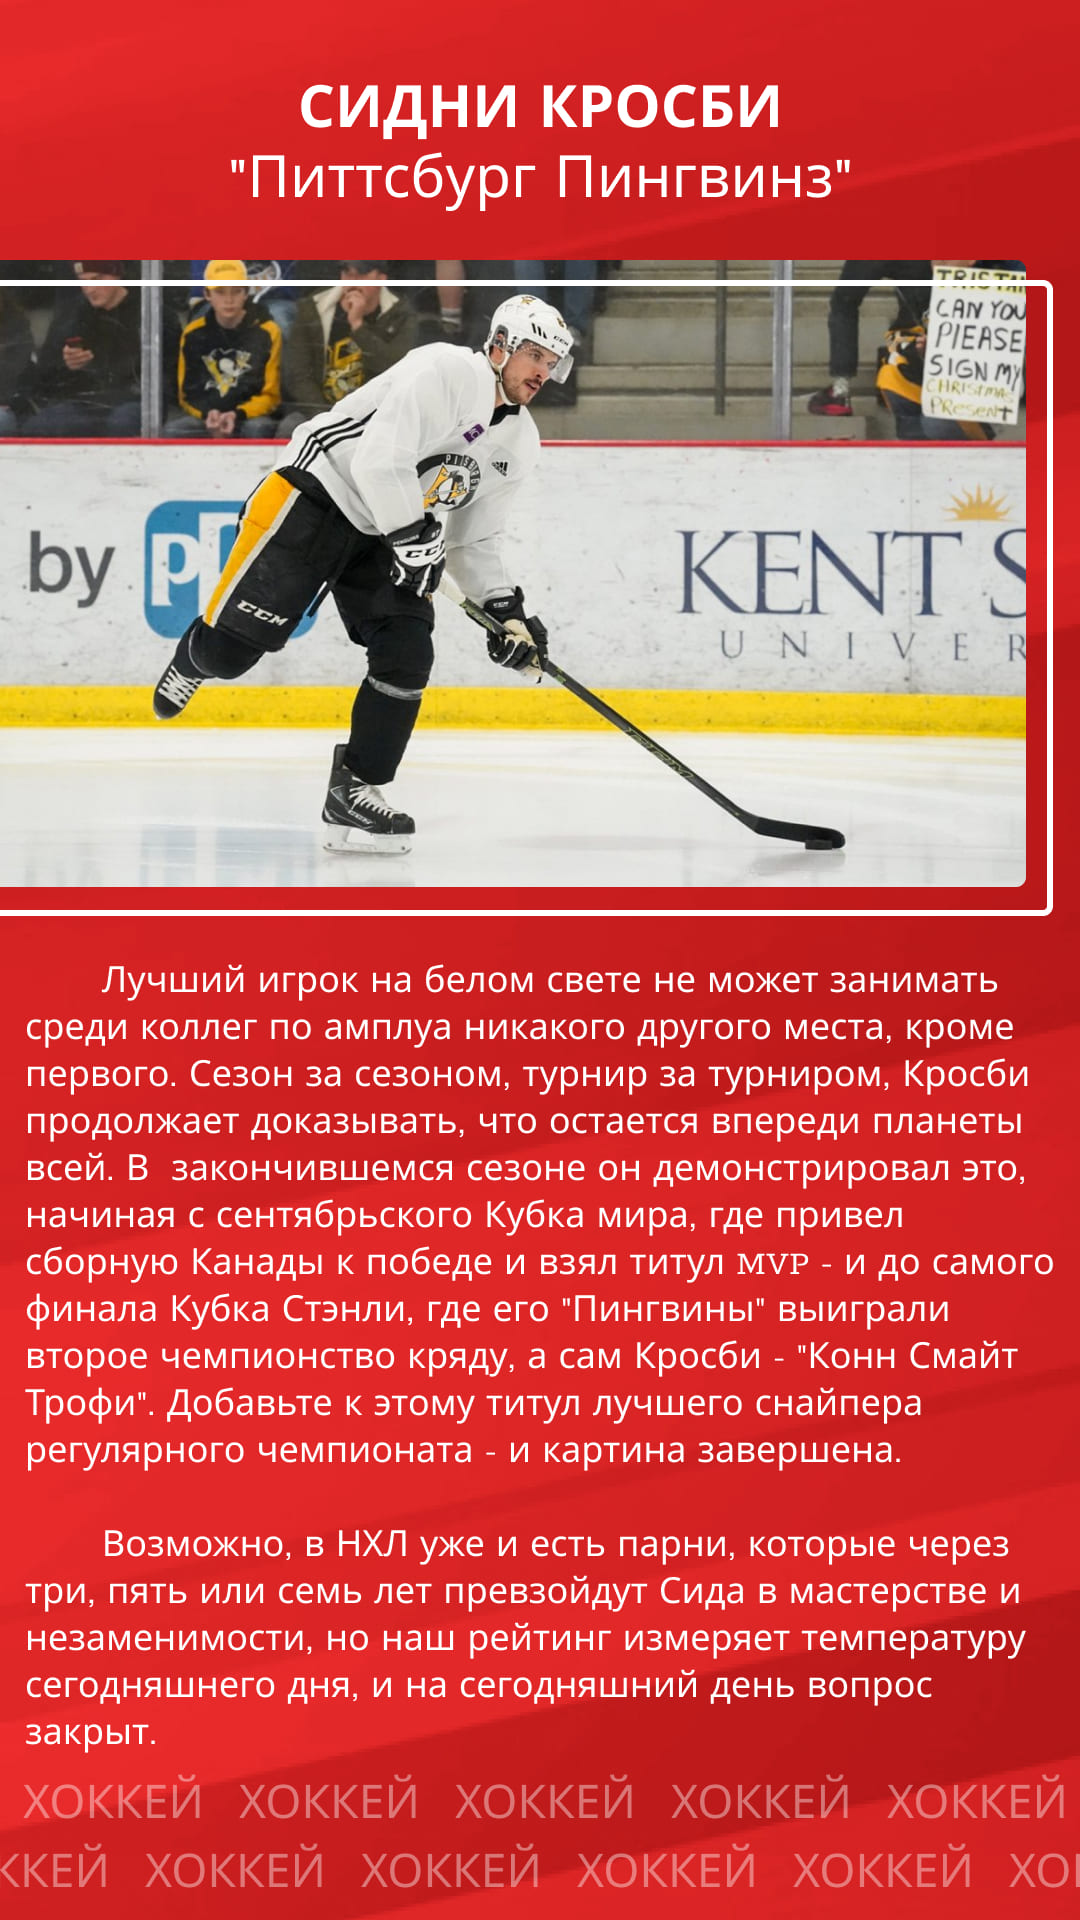 СИДНИ КРОСБИ
"Питтсбург Пингвинз"
TRISTA
CAN YOU
PLEASE
SIGN MY
CHRISTMAS
PRESENT
by
KENT S
UNIVER
CCM
Лучший игрок на белом свете не может занимать
среди коллег по амплуа никакого другого места, кроме
первого. Сезон за сезоном, турнир за турниром, Кросби
продолжает доказывать, что остается впереди планеты
всей. В  закончившемся сезоне он демонстрировал это,
начиная с сентябрьского Кубка мира, где привел
сборную Канады к победе и взял титул MVP - и до самого
финала Кубка Стэнли, где его "Пингвины" выиграли
второе чемпионство кряду, а сам Кросби - "Конн Смайт
Трофи". Добавьте к этому титул лучшего снайпера
регулярного чемпионата - и картина завершена.
Возможно, в НХЛ уже и есть парни, которые через
три, пять или семь лет превзойдут Сида в мастерстве и
незаменимости, но наш рейтинг измеряет температуру
сегодняшнего дня, и на сегодняшний день вопрос
закрыт.
ХОККЕЙ ХОККЕЙ ХОККЕЙ ХОККЕЙ ХОККЕЙ
ККЕЙ ХОККЕЙ ХОККЕЙ ХОККЕЙ ХОККЕЙ ХО